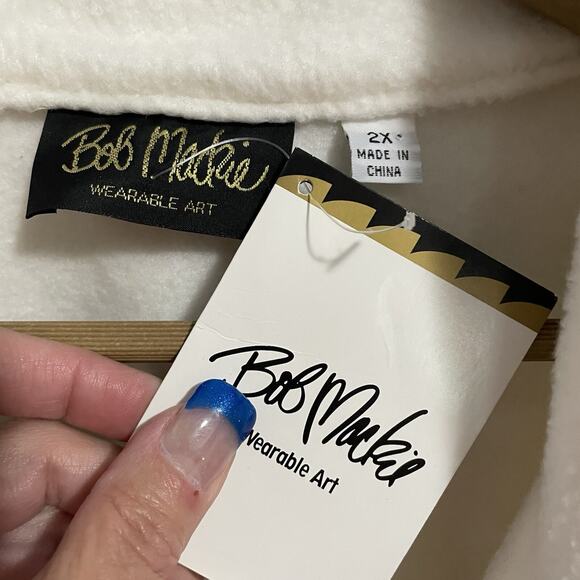 Bob Mackie
WEARABLE ART
2X
MADE IN
CHINA
Bob Mackie
Wearable Art